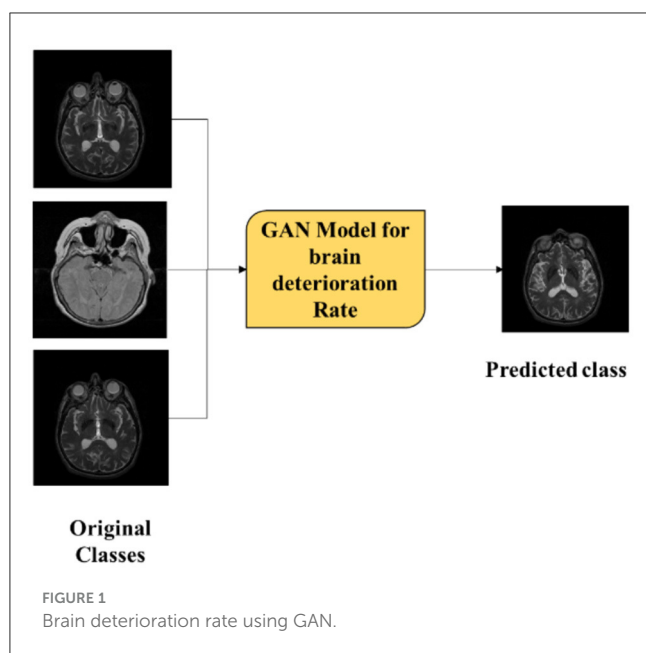 GAN Model for
brain
deterioration
Rate
Predicted class
Original
Classes
FIGURE 1
Brain deterioration rate using GAN.